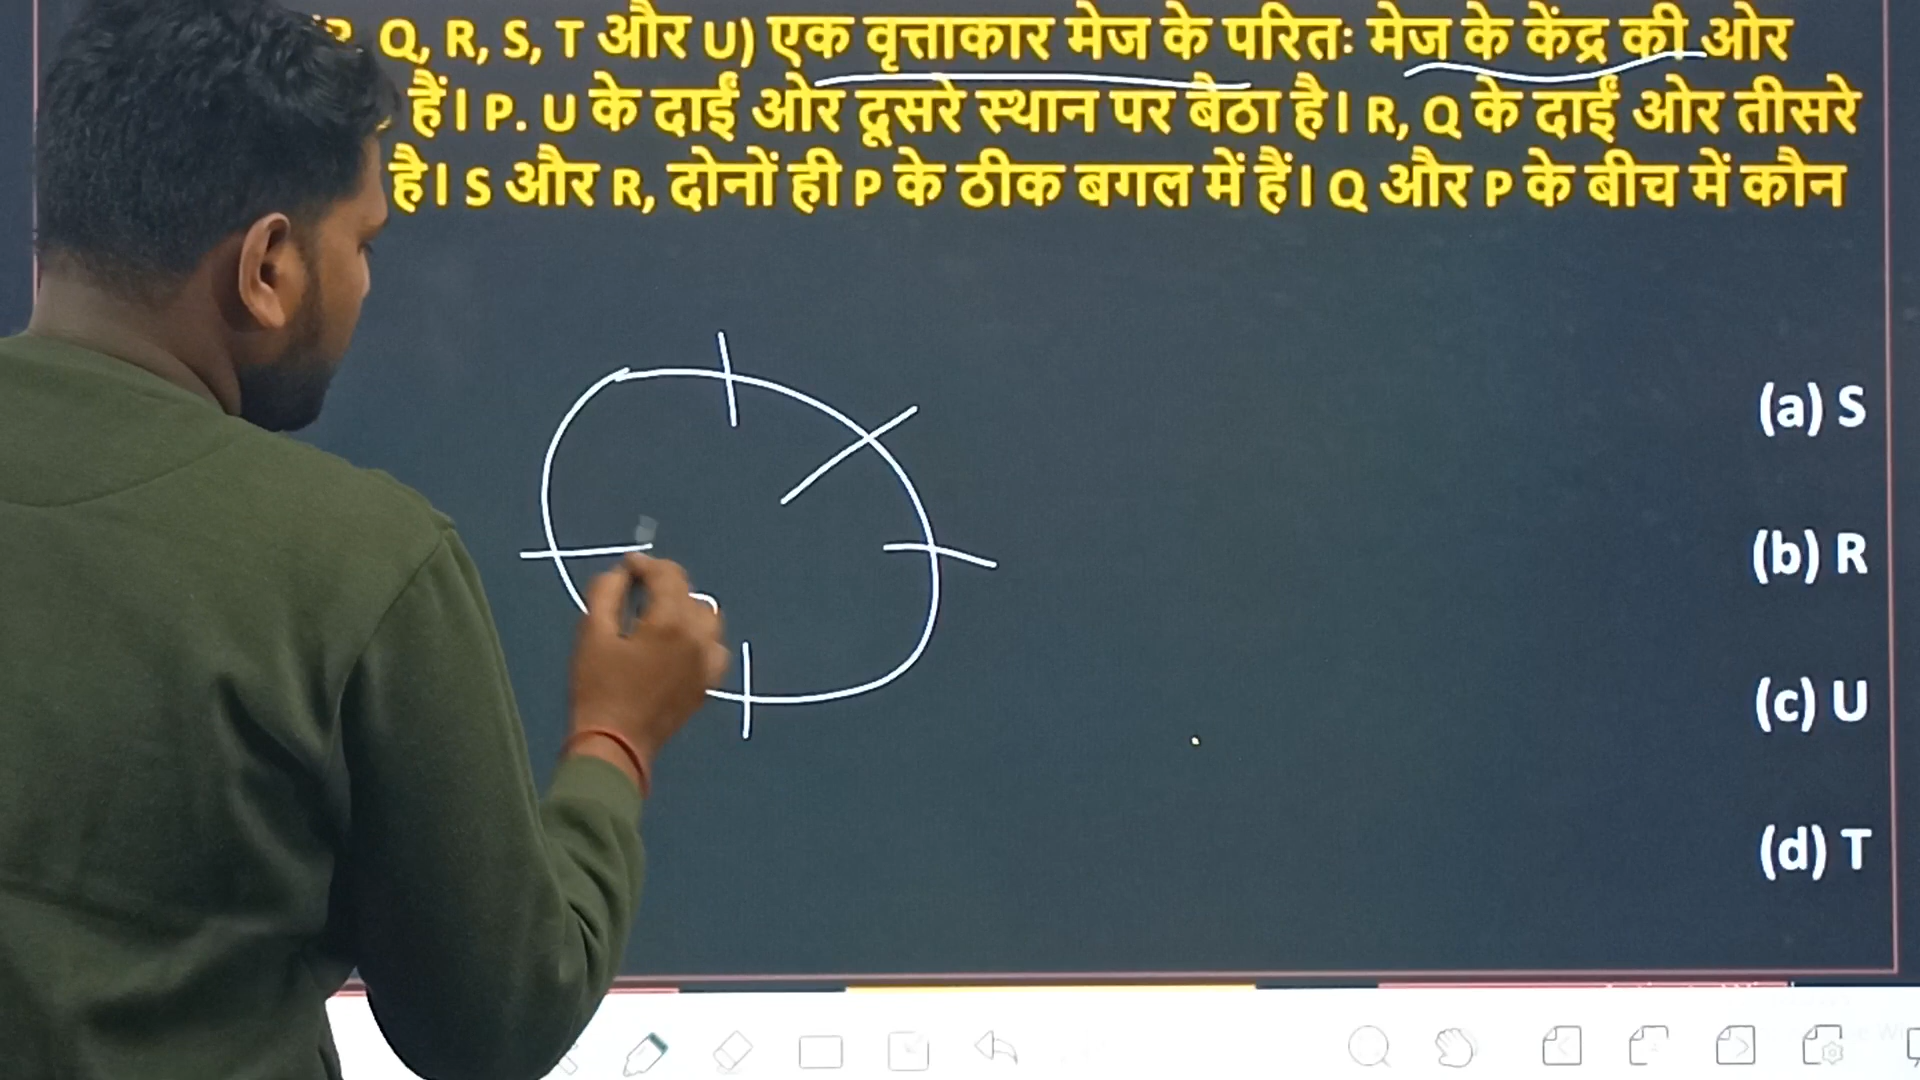 Q, R, S, T और U) एक वृत्ताकार मेज के परितः मेज के केंद्र की ओर
हैं। P. U के दाईं ओर दूसरे स्थान पर बैठा है। R, Q के दाईं ओर तीसरे
है। S और R, दोनों ही P के ठीक बगल में हैं। Q और P के बीच में कौन
(a) S
(b) R
(c) U
(d) T